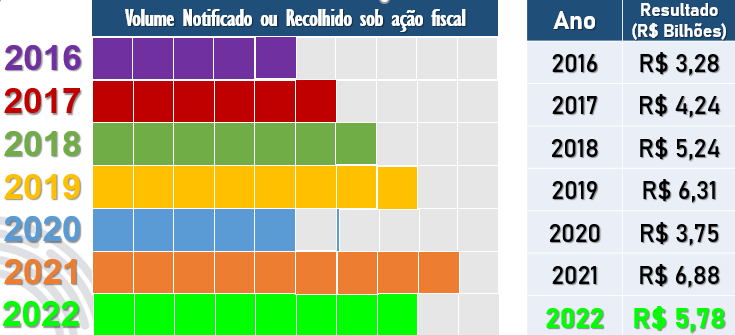 Volume Notificado ou Recolhido sob ação fiscal
2016
2017
2018
2019
2020
2021
2022
Ano Resultado
(R$ Bilhões)
2016 R$ 3,28
2017 R$ 4,24
2018 R$ 5,24
2019 R$ 6,31
2020 R$ 3,75
2021 R$ 6,88
2022 R$ 5,78